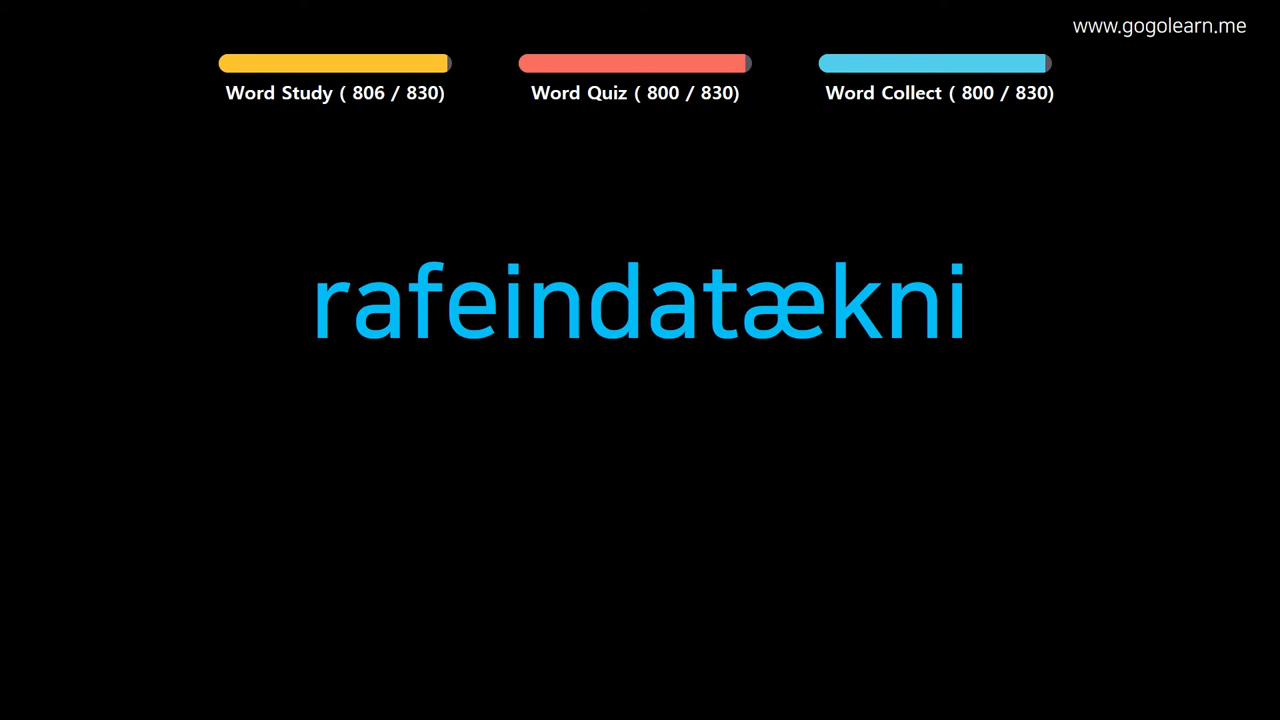 www.gogolearn.me
Word Study ( 806 / 830)
Word Quiz ( 800 / 830)
Word Collect ( 800 / 830)
rafeindatækni